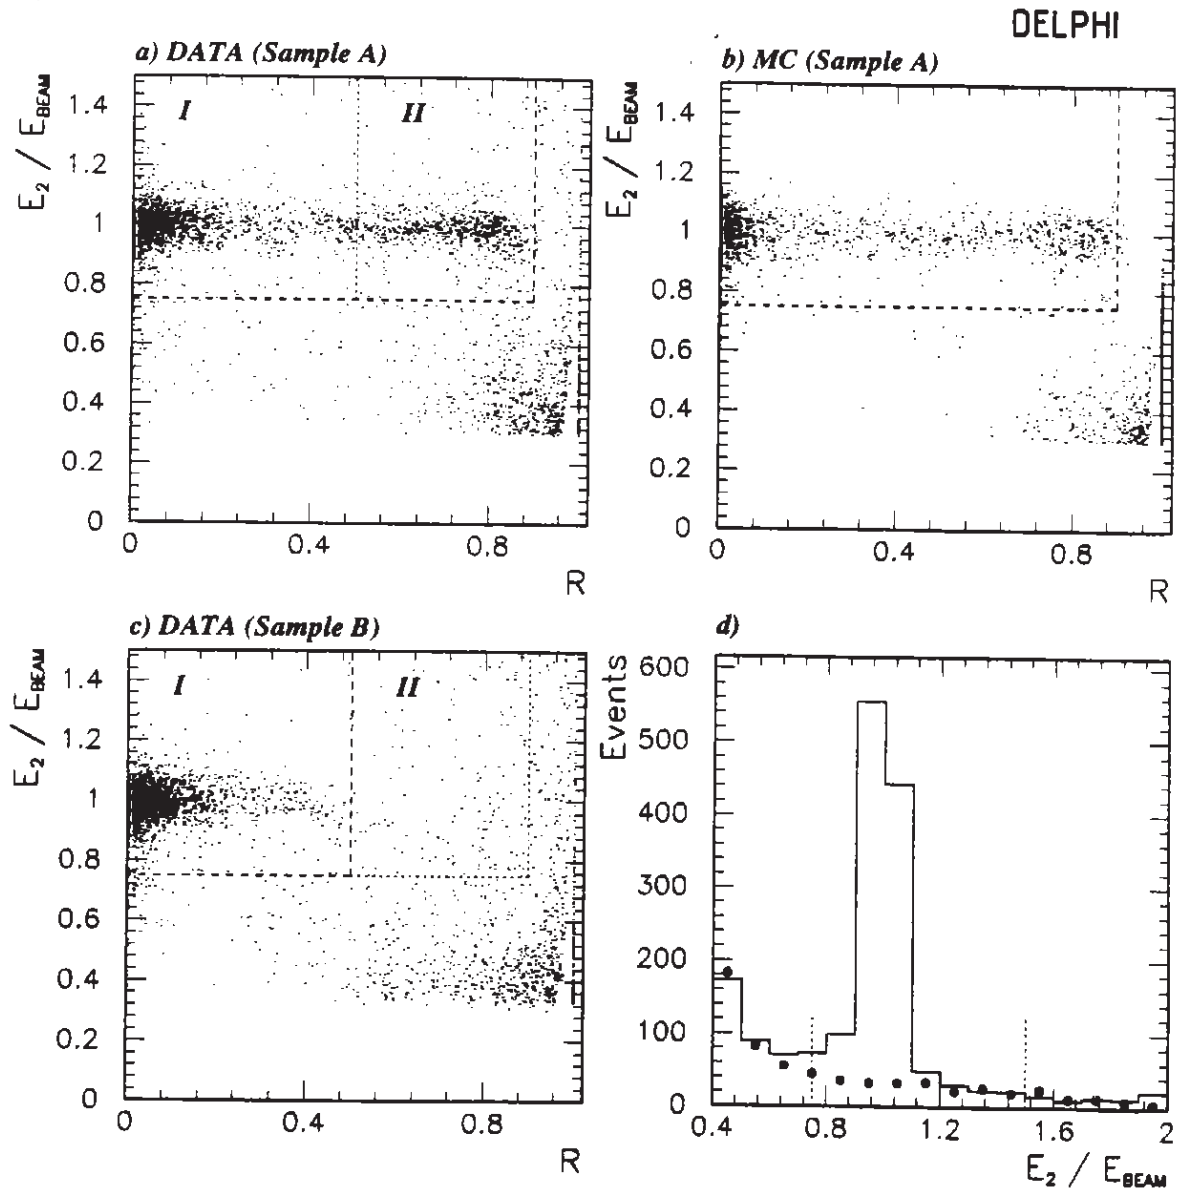 DELPHI
a) DATA (Sample A)
b) MC (Sample A)
E2 / EBEAM
1.4
1.2
1
0.8
0.6
0.4
0.2
0
I
II
0
0.4
0.8
R
E2 / EBEAM
1.4
1.2
1
0.8
0.6
0.4
0.2
0
0
0.4
0.8
R
c) DATA (Sample B)
d)
E2 / EBEAM
1.4
1.2
1
0.8
0.6
0.4
0.2
0
I
II
0
0.4
0.8
R
Events
600
500
400
300
200
100
0
0.4
0.8
1.2
1.6
2
E2 / EBEAM